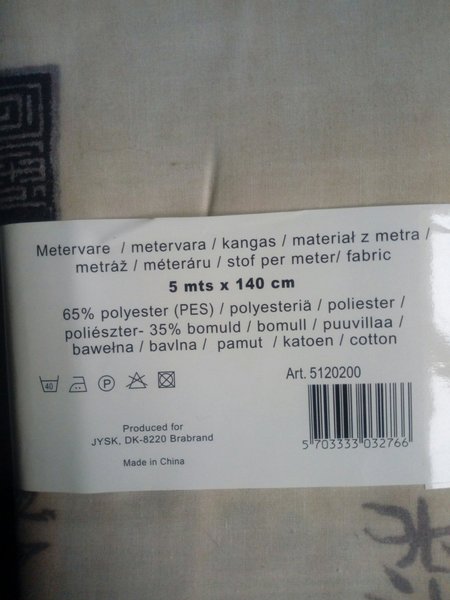 Metervare / metervara / kangas / materiał z metra /
metráž / méteráru / stof per meter/ fabric
5 mts x 140 cm
65% polyester (PES) / polyesteriä / poliester /
poliészter- 35% bomuld / bomull / puuvillaa /
bawełna / bavlna / pamut / katoen / cotton
40
P
Art. 5120200
5 703333 032766
Produced for
JYSK, DK-8220 Brabrand
Made in China